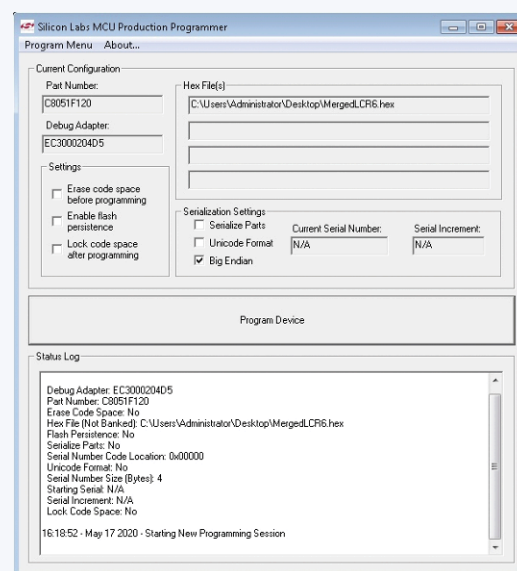 Silicon Labs MCU Production Programmer
Program Menu About...
Current Configuration
Part Number:
C8051F120
Debug Adapter:
EC3000204D5
Settings
Erase code space
before programming
Enable flash
persistence
Lock code space
after programming
Hex File(s)
C:\Users\Administrator\Desktop\MergedLCR6.hex
Serialization Settings
Serialize Parts
Unicode Format
Big Endian
Current Serial Number:
N/A
Serial Increment:
N/A
Program Device
Status Log
Debug Adapter: EC3000204D5
Part Number: C8051F120
Erase Code Space: No
Hex File (Not Banked): C:\Users\Administrator\Desktop\MergedLCR6.hex
Flash Persistence: No
Serialize Parts: No
Serial Number Code Location: 0x00000
Unicode Format: No
Serial Number Size (Bytes): 4
Starting Serial: N/A
Serial Increment: N/A
Lock Code Space: No
16:18:52 - May 17 2020 - Starting New Programming Session